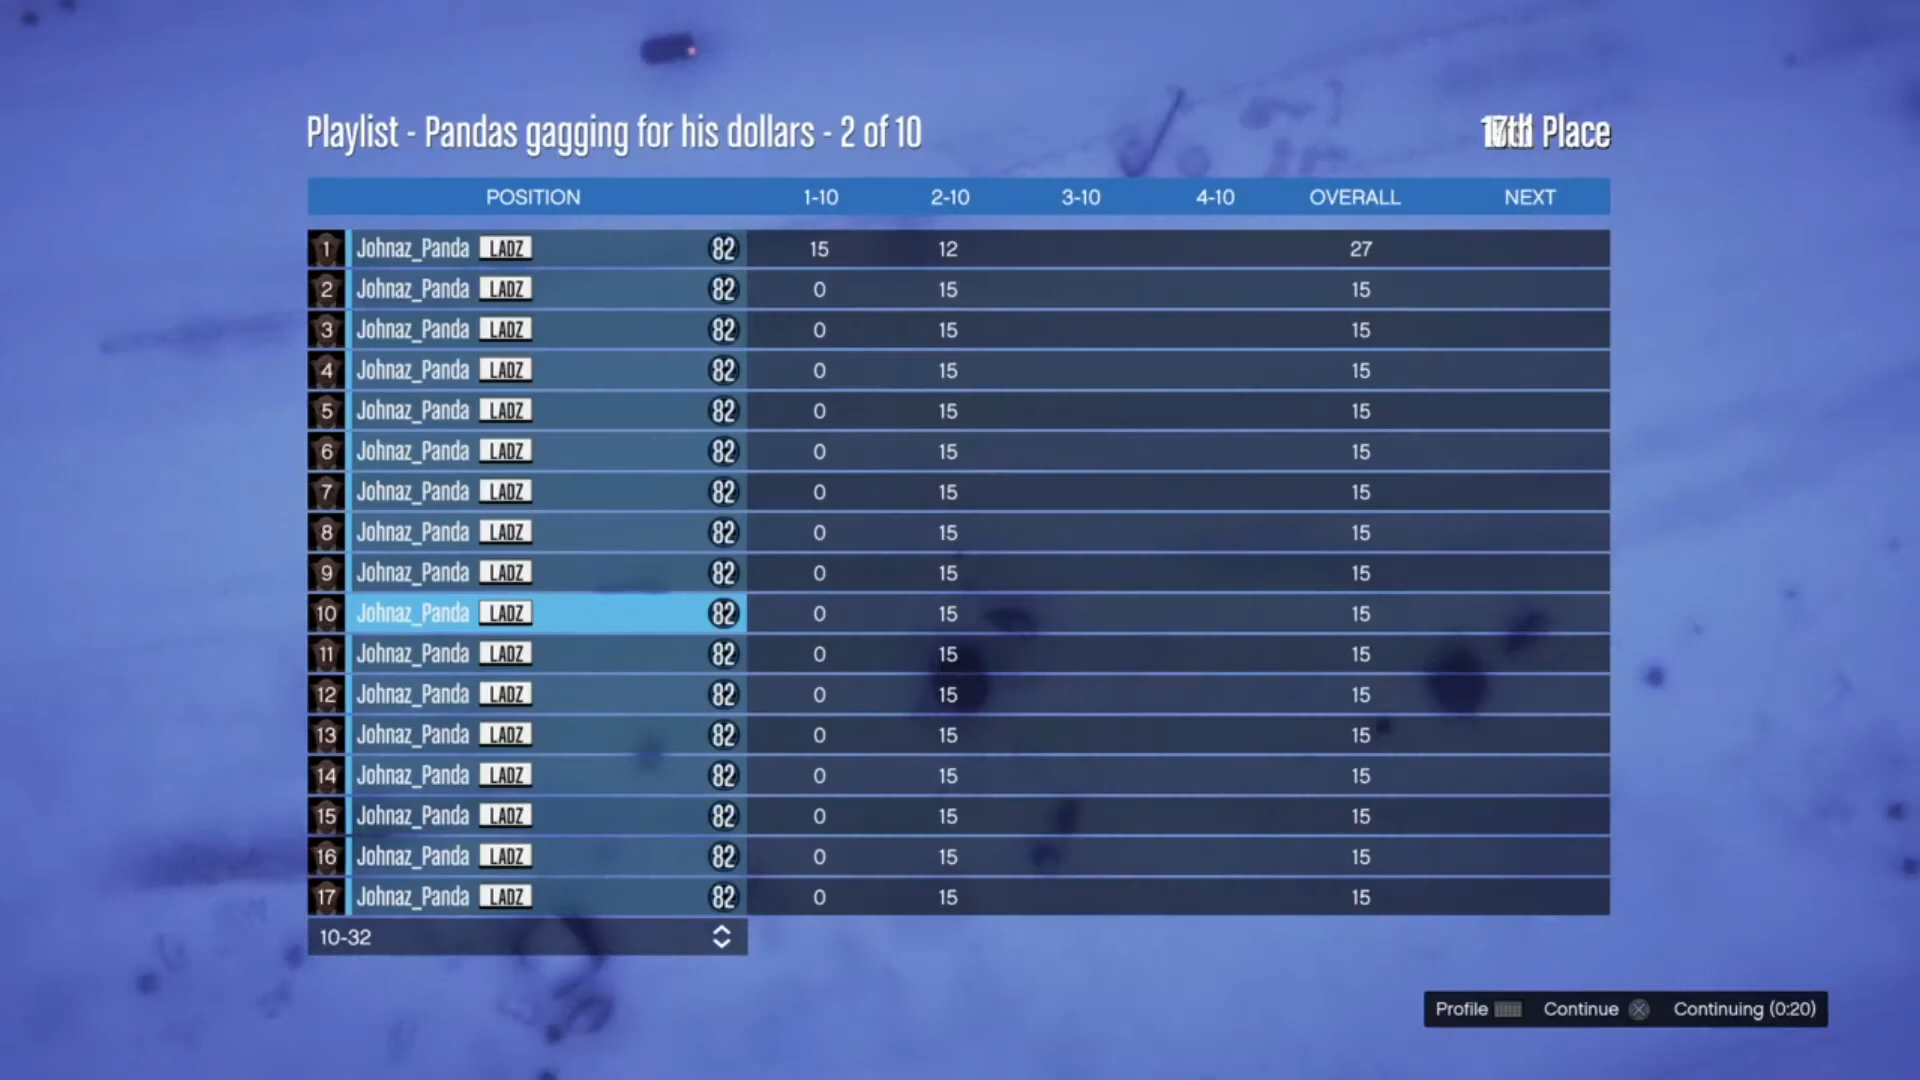 Playlist - Pandas gagging for his dollars - 2 of 10
Place
POSITION 1-10 2-10 3-10 4-10 OVERALL NEXT
1 Johnaz_Panda LADZ 82 15 12 27
2 Johnaz_Panda LADZ 82 0 15 15
3 Johnaz_Panda LADZ 82 0 15 15
4 Johnaz_Panda LADZ 82 0 15 15
5 Johnaz_Panda LADZ 82 0 15 15
6 Johnaz_Panda LADZ 82 0 15 15
7 Johnaz_Panda LADZ 82 0 15 15
8 Johnaz_Panda LADZ 82 0 15 15
9 Johnaz_Panda LADZ 82 0 15 15
10 Johnaz_Panda LADZ 82 0 15 15
11 Johnaz_Panda LADZ 82 0 15 15
12 Johnaz_Panda LADZ 82 0 15 15
13 Johnaz_Panda LADZ 82 0 15 15
14 Johnaz_Panda LADZ 82 0 15 15
15 Johnaz_Panda LADZ 82 0 15 15
16 Johnaz_Panda LADZ 82 0 15 15
17 Johnaz_Panda LADZ 82 0 15 15
10-32
Profile Continue Continuing (0:20)